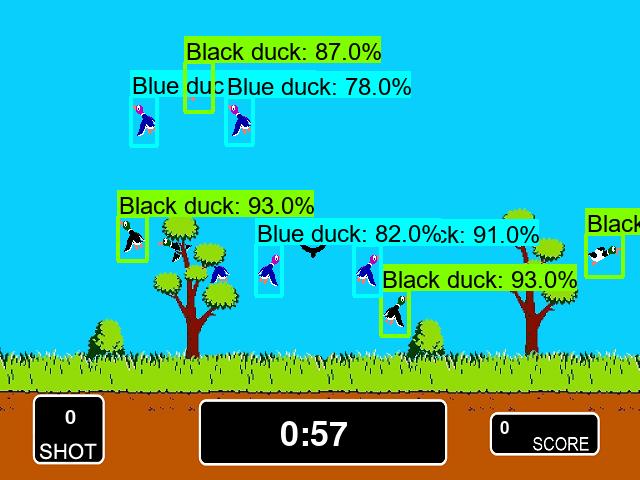 Black duck: 87.0%
Blue duc
Blue duck: 78.0%
Black duck: 93.0%
Black
Blue duck: 82.0%
ck: 91.0%
Black duck: 93.0%
0
SHOT
0:57
0
SCORE